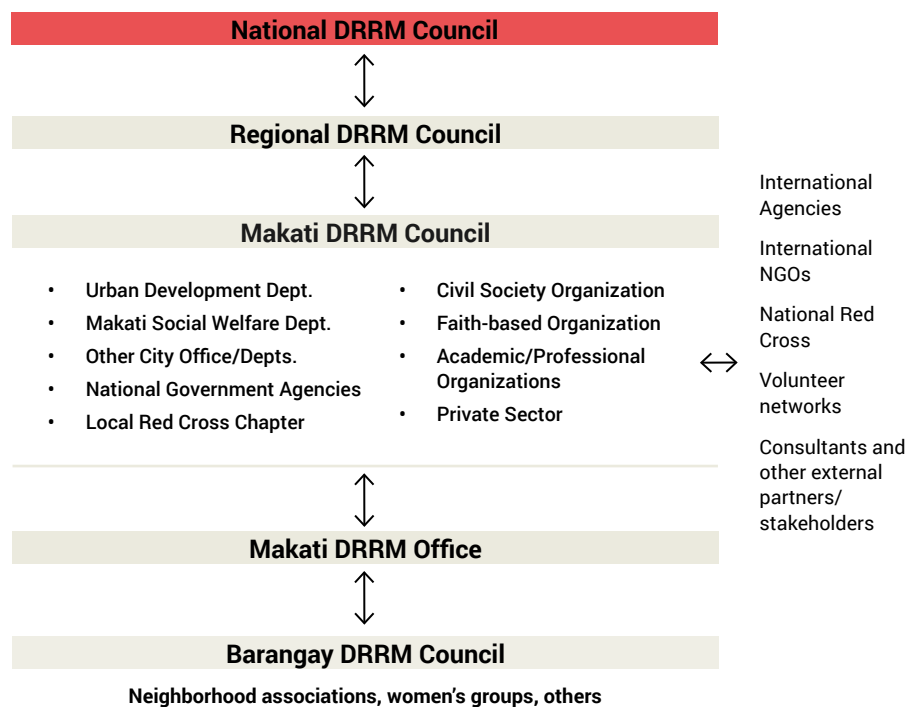 National DRRM Council
Regional DRRM Council
Makati DRRM Council
• Urban Development Dept.
• Makati Social Welfare Dept.
• Other City Office/Depts.
• National Government Agencies
• Local Red Cross Chapter
• Civil Society Organization
• Faith-based Organization
• Academic/Professional
Organizations
• Private Sector
International
Agencies
International
NGOs
National Red
Cross
Volunteer
networks
Consultants and
other external
partners/
stakeholders
Makati DRRM Office
Barangay DRRM Council
Neighborhood associations, women's groups, others